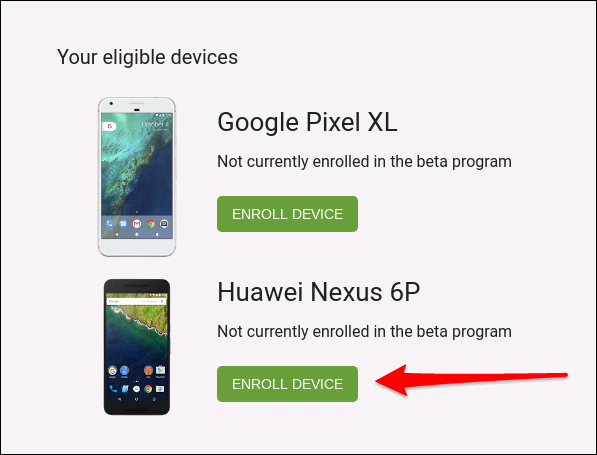 Your eligible devices
Google Pixel XL
Not currently enrolled in the beta program
ENROLL DEVICE
Huawei Nexus 6P
Not currently enrolled in the beta program
ENROLL DEVICE